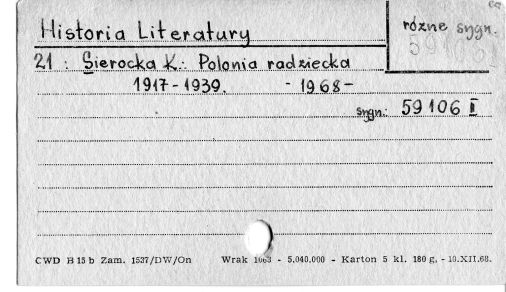 Historia Literatury
różne sygn.
21 : Sierocka K.: Polonia radziecka
1917-1939. - 1968-
sygn: 59106 II
CWD B 15 b Zam. 1537/DW/On Wrak 1063 - 5.040.000 - Karton 5 kl. 180 g. - 10.XII.68.